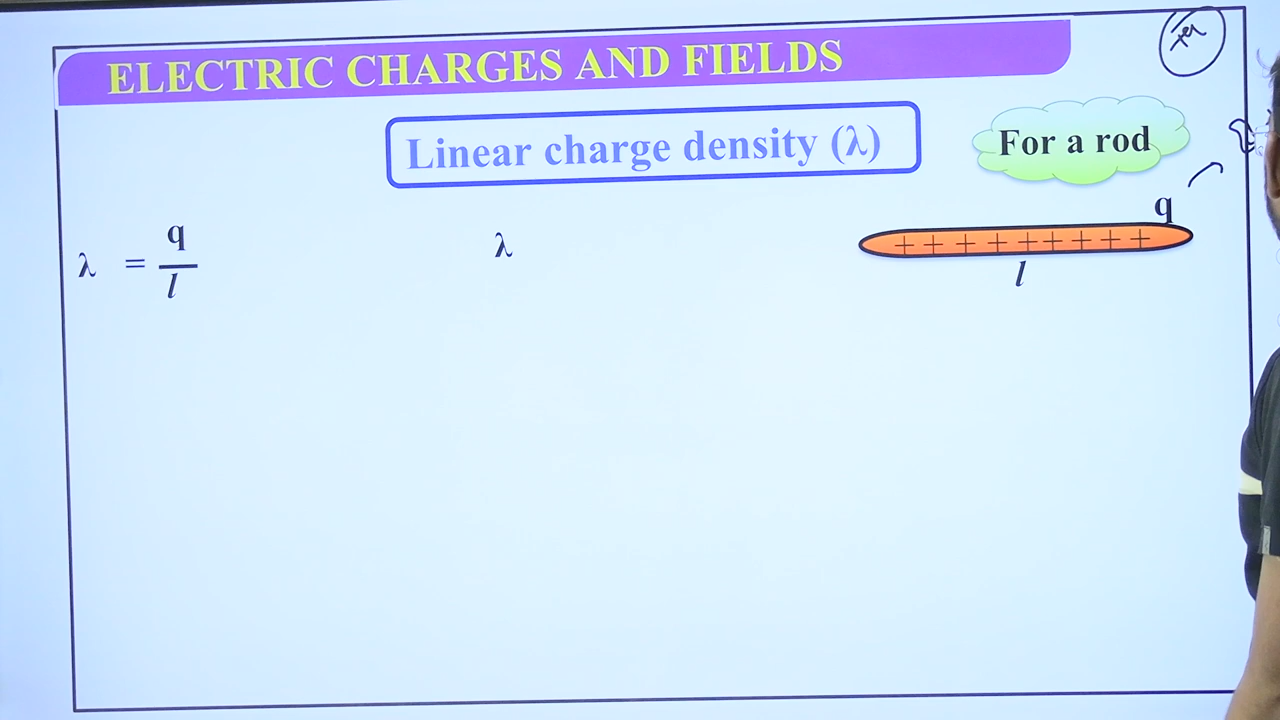 ELECTRIC CHARGES AND FIELDS
Linear charge density (λ)
For a rod
λ = q/l
λ
q
+ + + + + + + + +
l